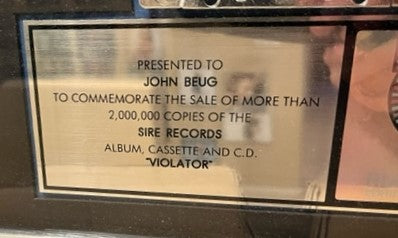 PRESENTED TO
JOHN BEUG
TO COMMEMORATE THE SALE OF MORE THAN
2,000,000 COPIES OF THE
SIRE RECORDS
ALBUM, CASSETTE AND C.D.
"VIOLATOR"